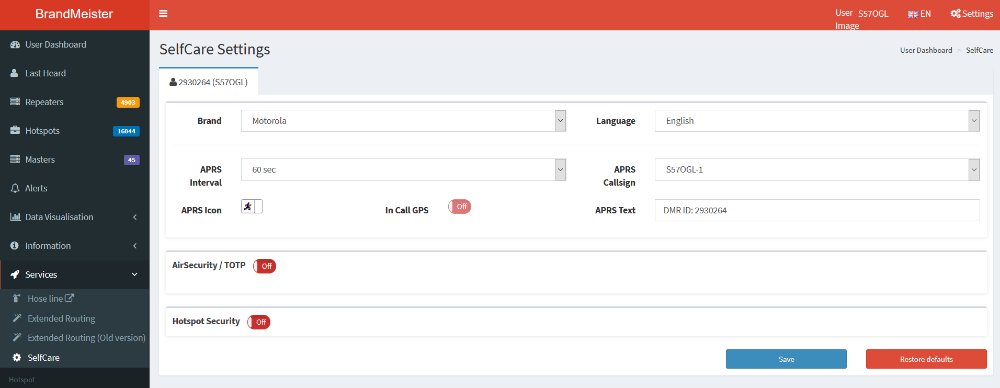 BrandMeister
User Image
S57OGL
EN
Settings
User Dashboard
Last Heard
Repeaters 4903
Hotspots 16044
Masters 45
Alerts
Data Visualisation
Information
Services
Hose line
Extended Routing
Extended Routing (Old version)
SelfCare
Hotspot
SelfCare Settings
User Dashboard > SelfCare
2930264 (S57OGL)
Brand Motorola
Language English
APRS Interval 60 sec
APRS Callsign S57OGL-1
APRS Icon
In Call GPS Off
APRS Text DMR ID: 2930264
AirSecurity / TOTP Off
Hotspot Security Off
Save
Restore defaults